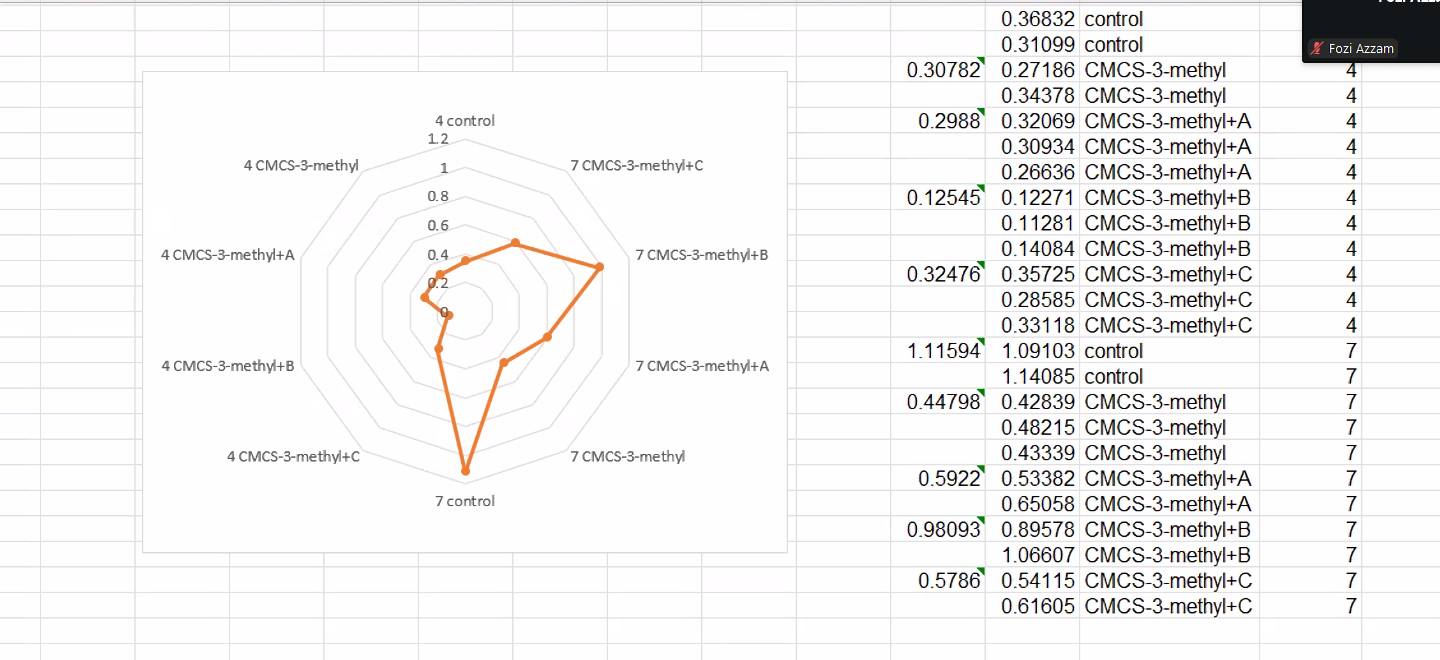 4 control
1.2
4 CMCS-3-methyl
7 CMCS-3-methyl+C
1
0.8
0.6
4 CMCS-3-methyl+A
0.4
7 CMCS-3-methyl+B
0.2
0
4 CMCS-3-methyl+B
7 CMCS-3-methyl+A
4 CMCS-3-methyl+C
7 CMCS-3-methyl
7 control
0.36832 control
0.31099 control
0.30782 0.27186 CMCS-3-methyl 4
0.34378 CMCS-3-methyl 4
0.2988 0.32069 CMCS-3-methyl+A 4
0.30934 CMCS-3-methyl+A 4
0.26636 CMCS-3-methyl+A 4
0.12545 0.12271 CMCS-3-methyl+B 4
0.11281 CMCS-3-methyl+B 4
0.14084 CMCS-3-methyl+B 4
0.32476 0.35725 CMCS-3-methyl+C 4
0.28585 CMCS-3-methyl+C 4
0.33118 CMCS-3-methyl+C 4
1.11594 1.09103 control 7
1.14085 control 7
0.44798 0.42839 CMCS-3-methyl 7
0.48215 CMCS-3-methyl 7
0.43339 CMCS-3-methyl 7
0.5922 0.53382 CMCS-3-methyl+A 7
0.65058 CMCS-3-methyl+A 7
0.98093 0.89578 CMCS-3-methyl+B 7
1.06607 CMCS-3-methyl+B 7
0.5786 0.54115 CMCS-3-methyl+C 7
0.61605 CMCS-3-methyl+C 7
Fozi Azzam